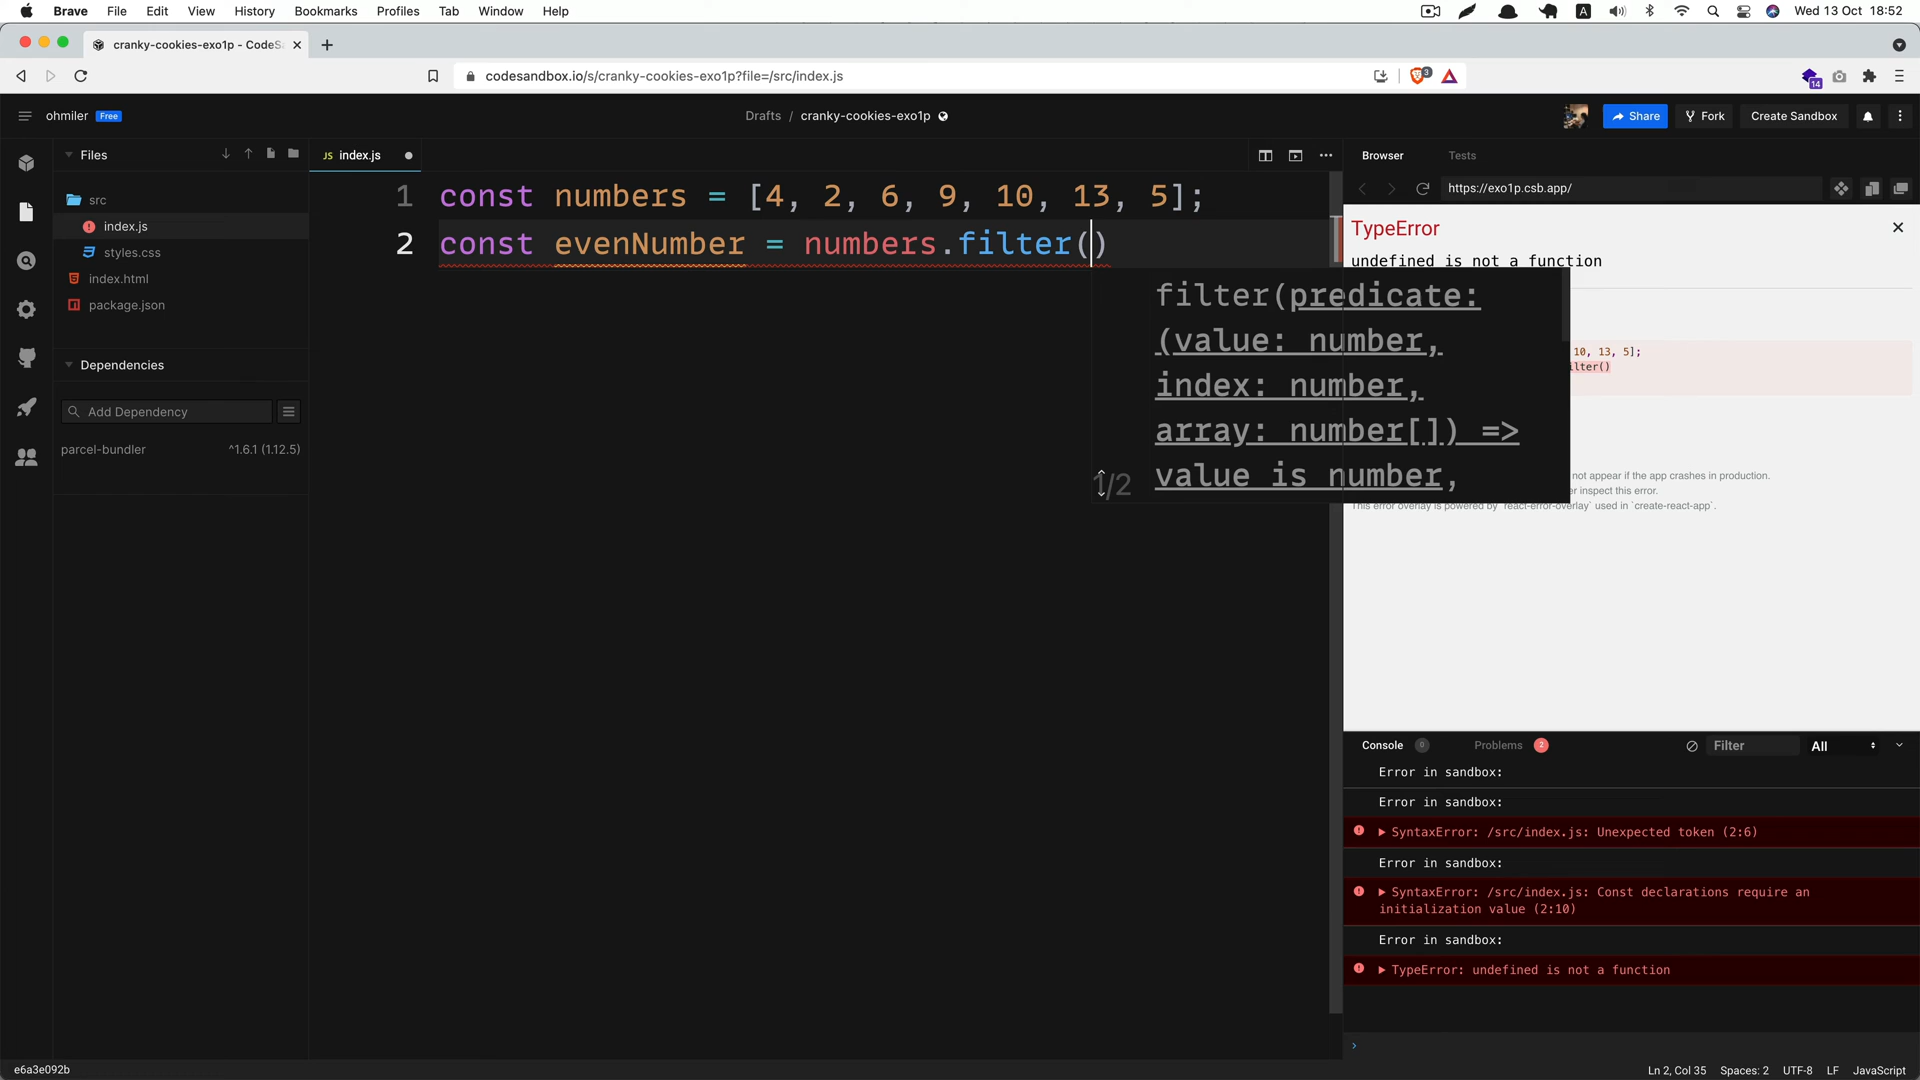 Brave File Edit View History Bookmarks Profiles Tab Window Help
A
Wed 13 Oct 18:52
cranky-cookies-exo1p - CodeSa
codesandbox.io/s/cranky-cookies-exo1p?file=/src/index.js
3
14
ohmiler Free
Drafts / cranky-cookies-exo1p
Share
Fork
Create Sandbox
Files
src
index.js
styles.css
index.html
package.json
Dependencies
Add Dependency
parcel-bundler ^1.6.1 (1.12.5)
JS index.js
1 const numbers = [4, 2, 6, 9, 10, 13, 5];
2 const evenNumber = numbers.filter()
filter(predicate:
(value: number,
index: number,
array: number[]) =>
value is number,
1/2
Browser Tests
https://exo1p.csb.app/
TypeError
undefined is not a function
10, 13, 5];
ilter()
not appear if the app crashes in production.
r inspect this error.
This error overlay is powered by `react-error-overlay` used in `create-react-app`.
Console 0 Problems 2 Filter All
Error in sandbox:
Error in sandbox:
SyntaxError: /src/index.js: Unexpected token (2:6)
Error in sandbox:
SyntaxError: /src/index.js: Const declarations require an
initialization value (2:10)
Error in sandbox:
TypeError: undefined is not a function
e6a3e092b
Ln 2, Col 35 Spaces: 2 UTF-8 LF JavaScript